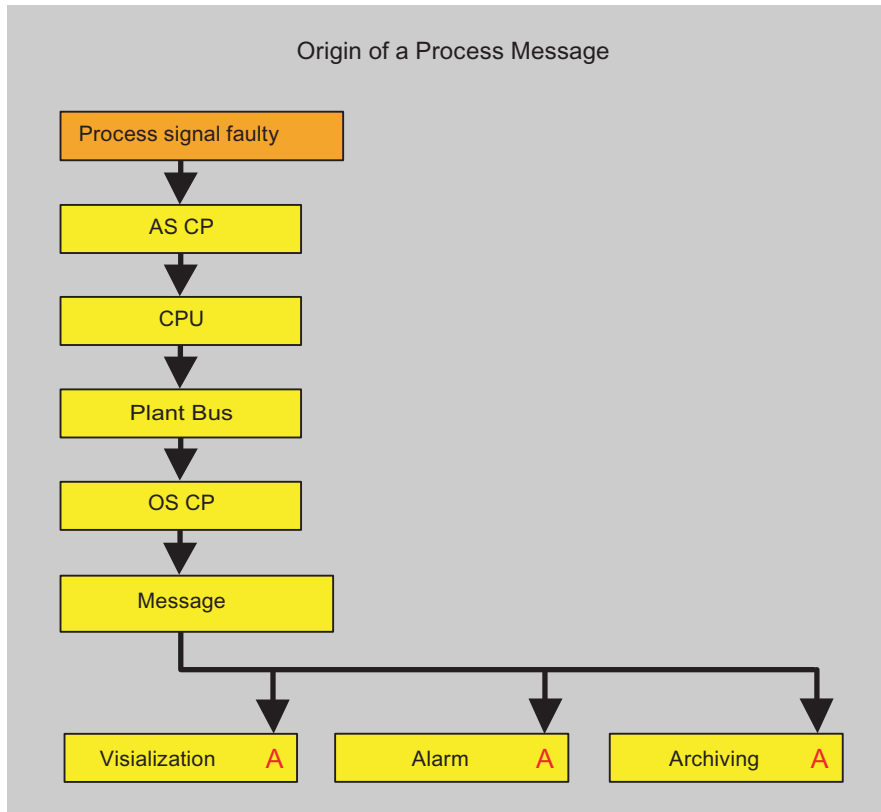 Origin of a Process Message
Process signal faulty
AS CP
CPU
Plant Bus
OS CP
Message
Visialization A
Alarm A
Archiving A